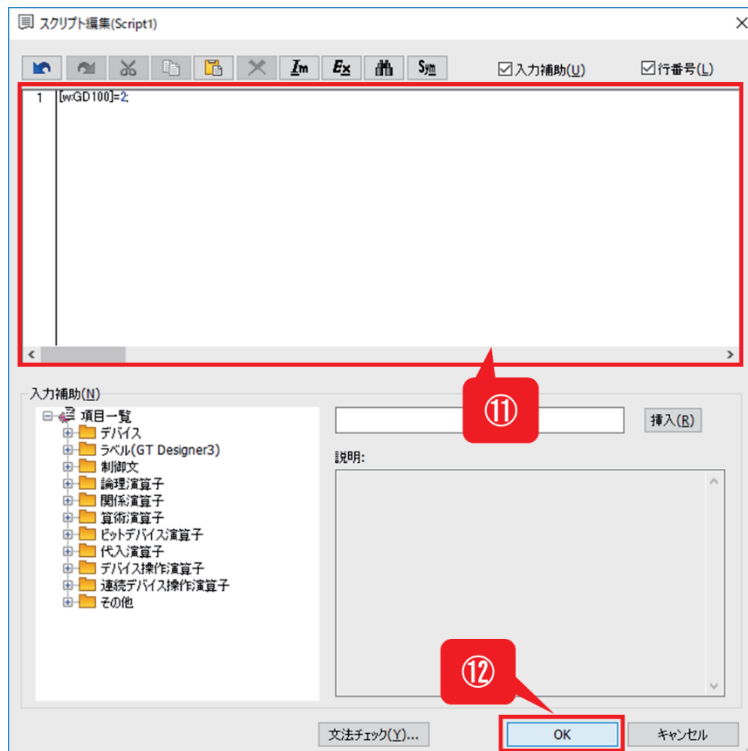 スクリプト編集(Script1)
Im Ex Sym 入力補助(U) 行番号(L)
1 [w:GD100]=2;
⑪
入力補助(N)
項目一覧
デバイス
ラベル(GT Designer3)
制御文
論理演算子
関係演算子
算術演算子
ビットデバイス演算子
代入演算子
デバイス操作演算子
連続デバイス操作演算子
その他
挿入(R)
説明:
⑫
文法チェック(Y)... OK キャンセル